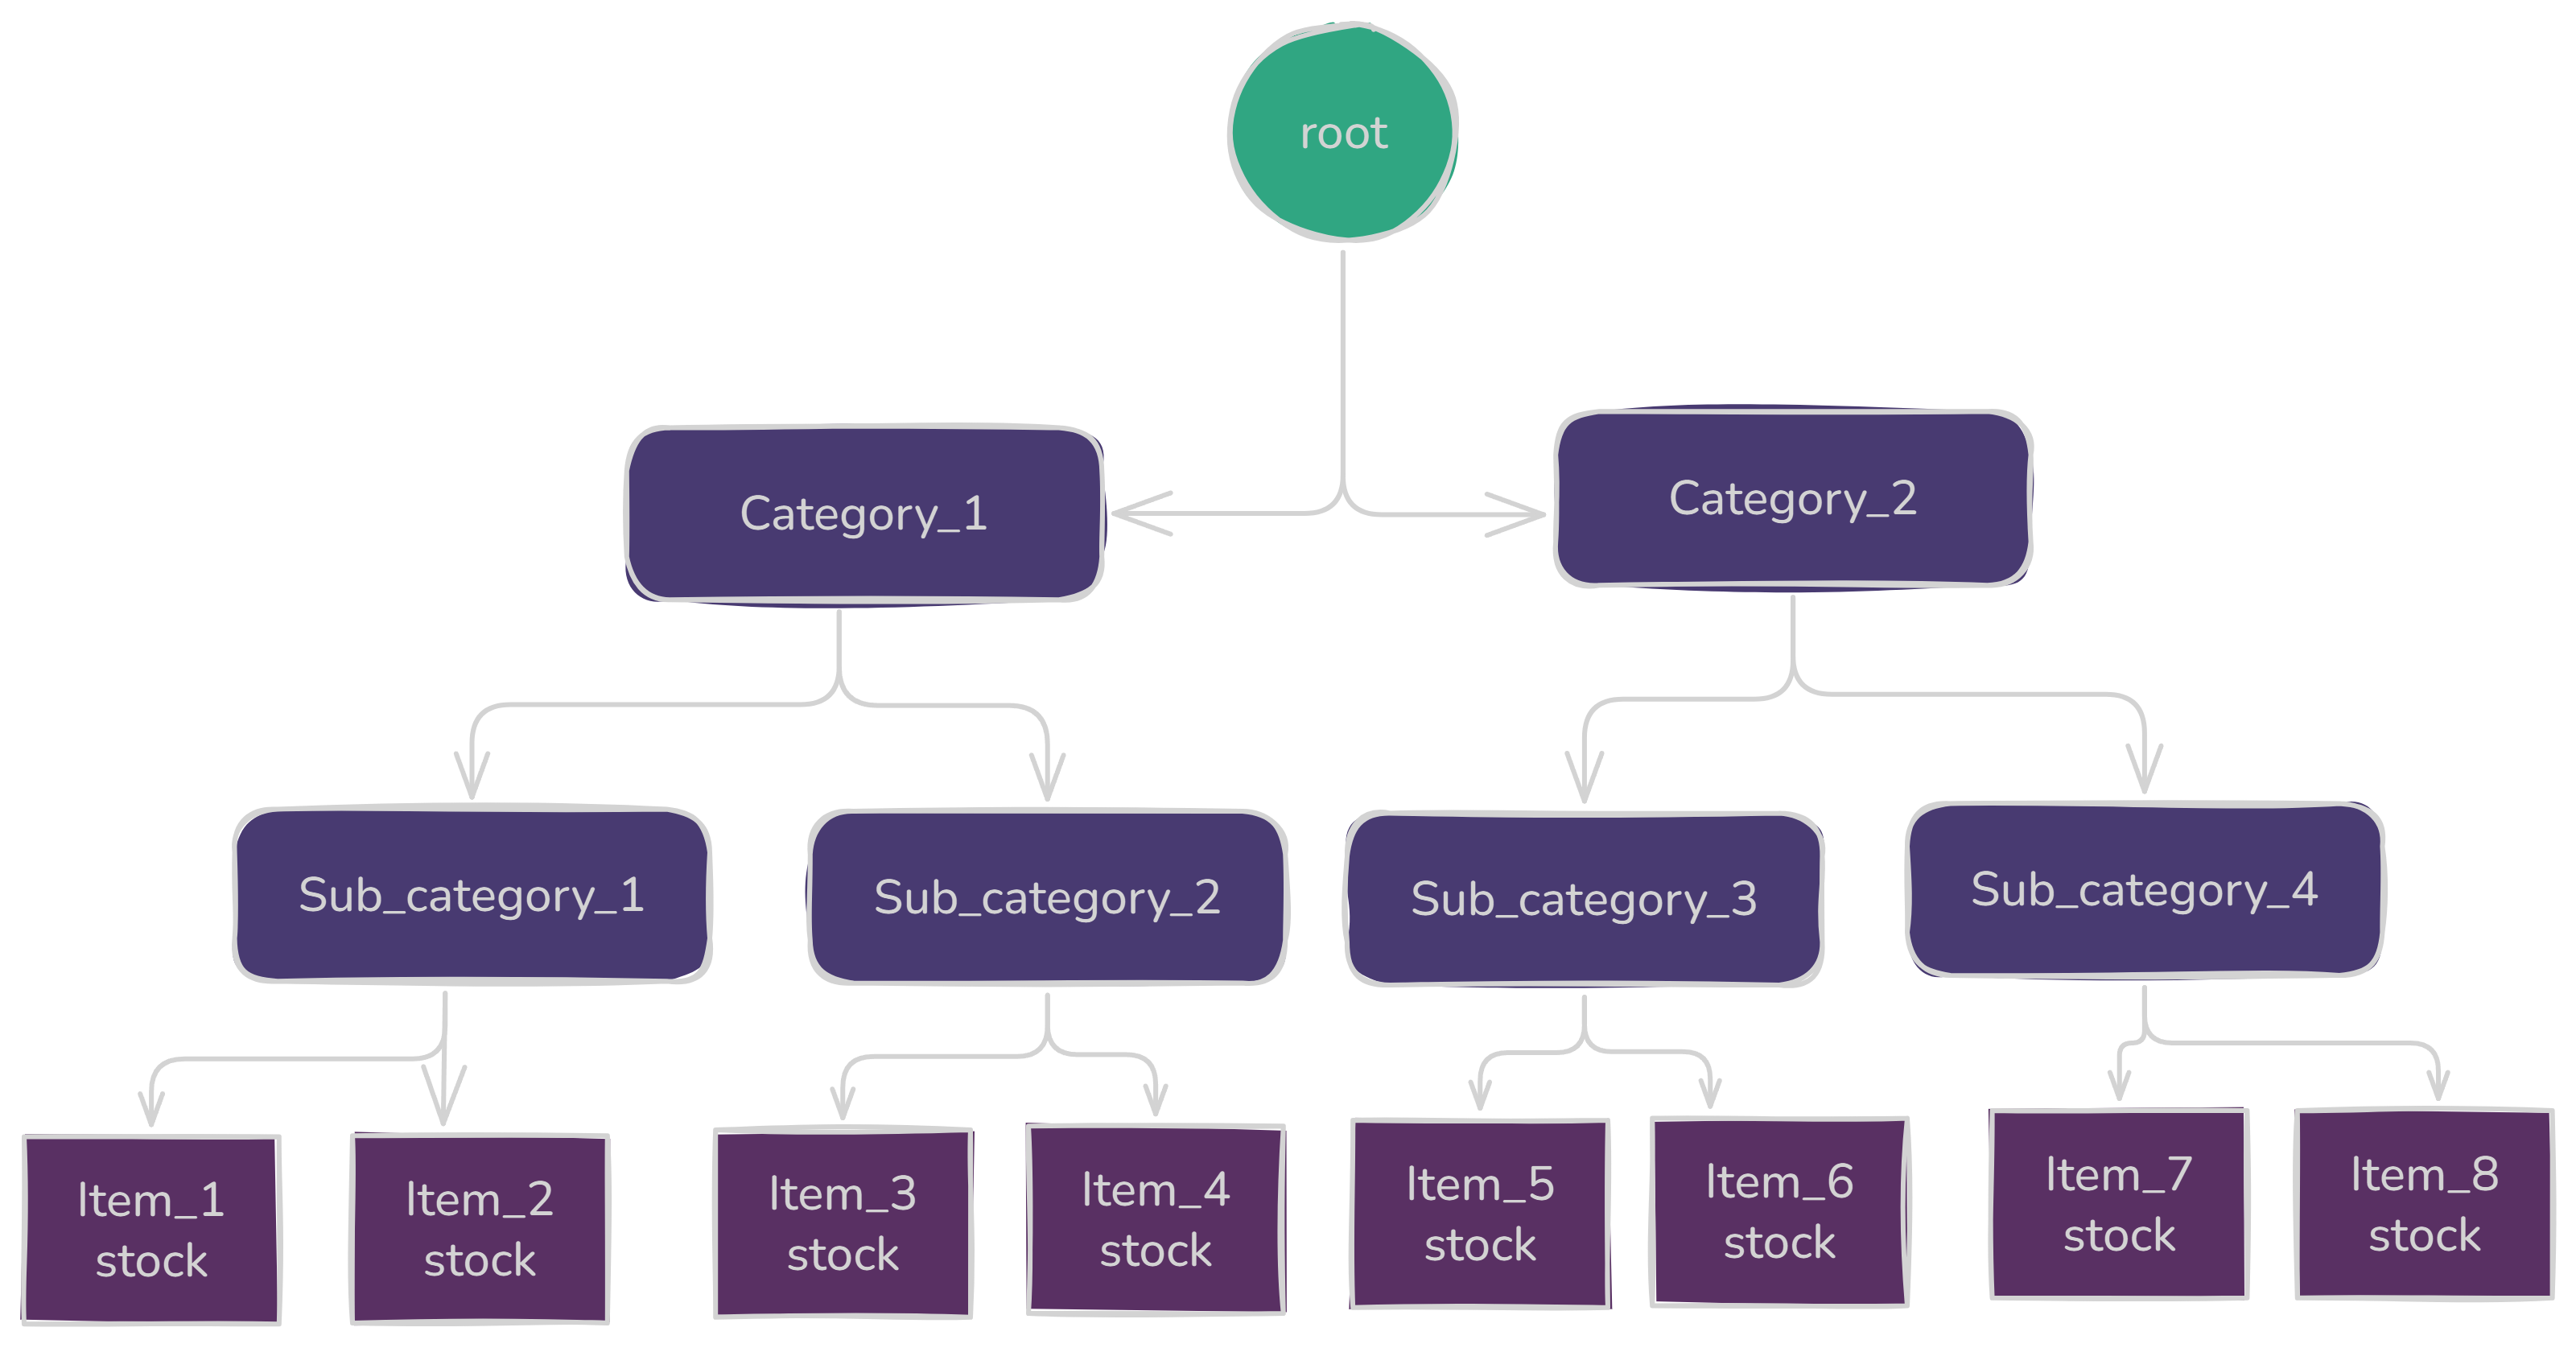 root
Category_1
Category_2
Sub_category_1
Sub_category_2
Sub_category_3
Sub_category_4
Item_1
stock
Item_2
stock
Item_3
stock
Item_4
stock
Item_5
stock
Item_6
stock
Item_7
stock
Item_8
stock